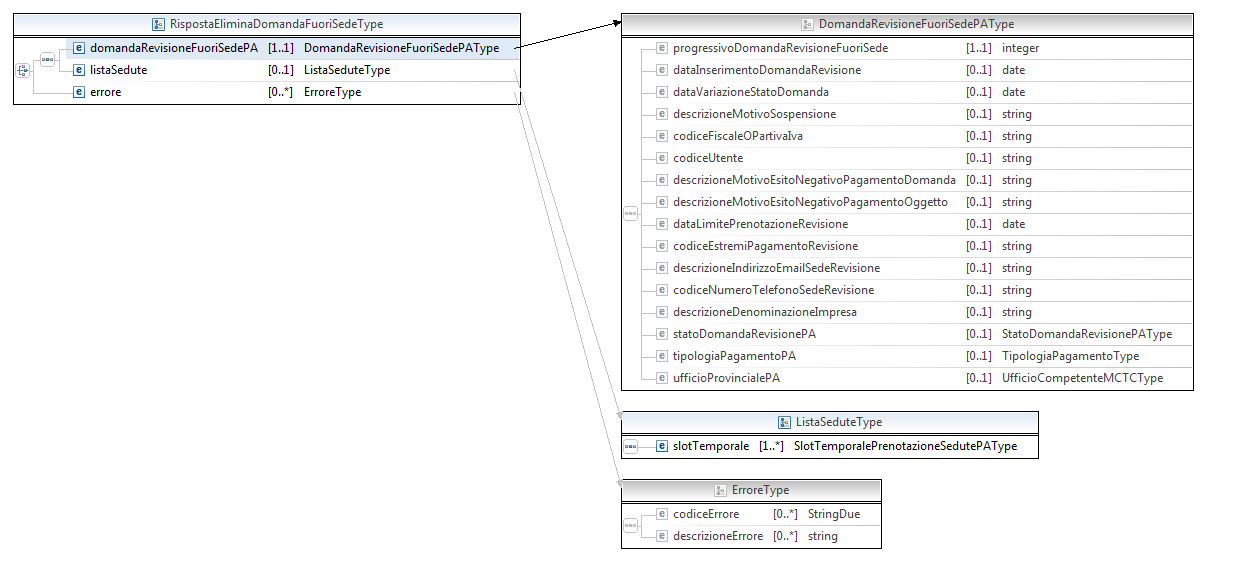 RispostaEliminaDomandaFuoriSedeType
domandaRevisioneFuoriSedePA [1..1] DomandaRevisioneFuoriSedePAType
listaSedute [0..1] ListaSeduteType
errore [0..*] ErroreType
DomandaRevisioneFuoriSedePAType
progressivoDomandaRevisioneFuoriSede [1..1] integer
dataInserimentoDomandaRevisione [0..1] date
dataVariazioneStatoDomanda [0..1] date
descrizioneMotivoSospensione [0..1] string
codiceFiscaleOPartivaIva [0..1] string
codiceUtente [0..1] string
descrizioneMotivoEsitoNegativoPagamentoDomanda [0..1] string
descrizioneMotivoEsitoNegativoPagamentoOggetto [0..1] string
dataLimitePrenotazioneRevisione [0..1] date
codiceEstremiPagamentoRevisione [0..1] string
descrizioneIndirizzoEmailSedeRevisione [0..1] string
codiceNumeroTelefonoSedeRevisione [0..1] string
descrizioneDenominazioneImpresa [0..1] string
statoDomandaRevisionePA [0..1] StatoDomandaRevisionePAType
tipologiaPagamentoPA [0..1] TipologiaPagamentoType
ufficioProvincialePA [0..1] UfficioCompetenteMCTCType
ListaSeduteType
slotTemporale [1..*] SlotTemporalePrenotazioneSedutePAType
ErroreType
codiceErrore [0..*] StringDue
descrizioneErrore [0..*] string